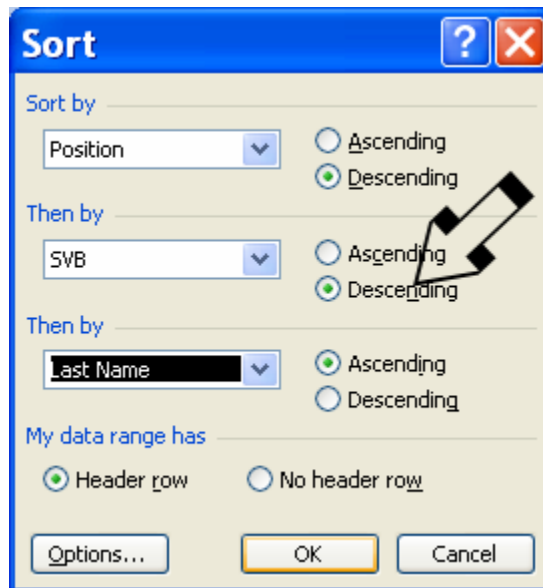 Sort ?
Sort by
Position
Ascending
Descending
Then by
SVB
Ascending
Descending
Then by
Last Name
Ascending
Descending
My data range has
Header row No header row
Options... OK Cancel